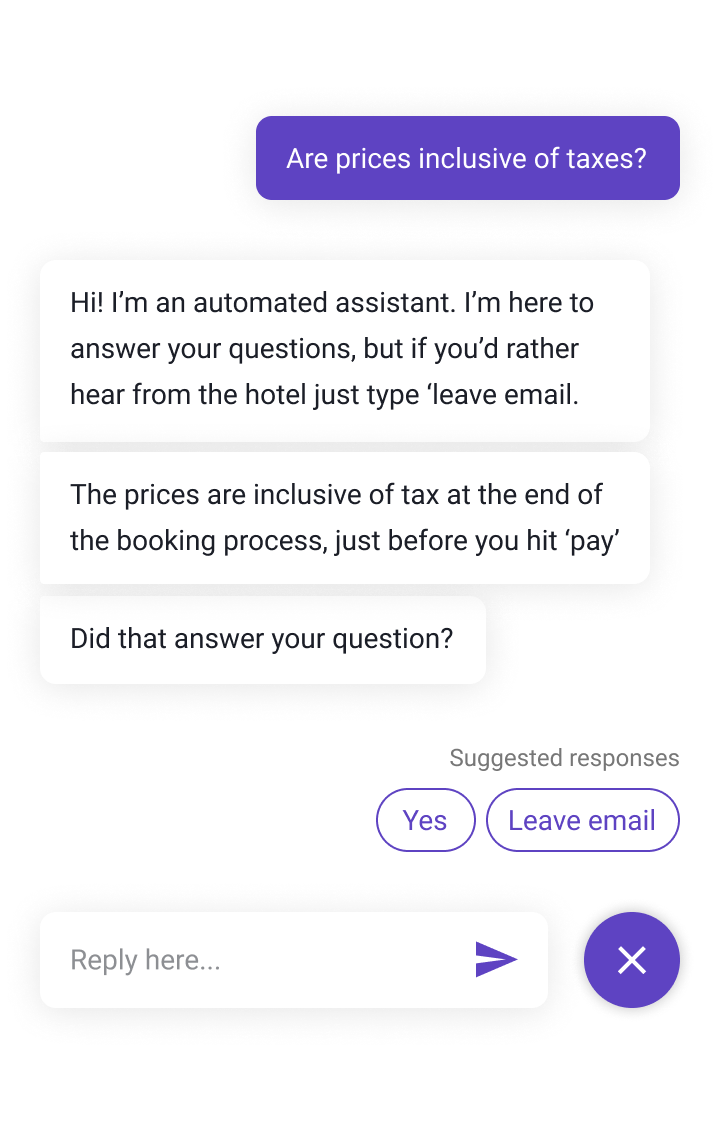 Are prices inclusive of taxes?
Hi! I’m an automated assistant. I’m here to
answer your questions, but if you’d rather
hear from the hotel just type ‘leave email.
The prices are inclusive of tax at the end of
the booking process, just before you hit ‘pay’
Did that answer your question?
Suggested responses
Yes
Leave email
Reply here...